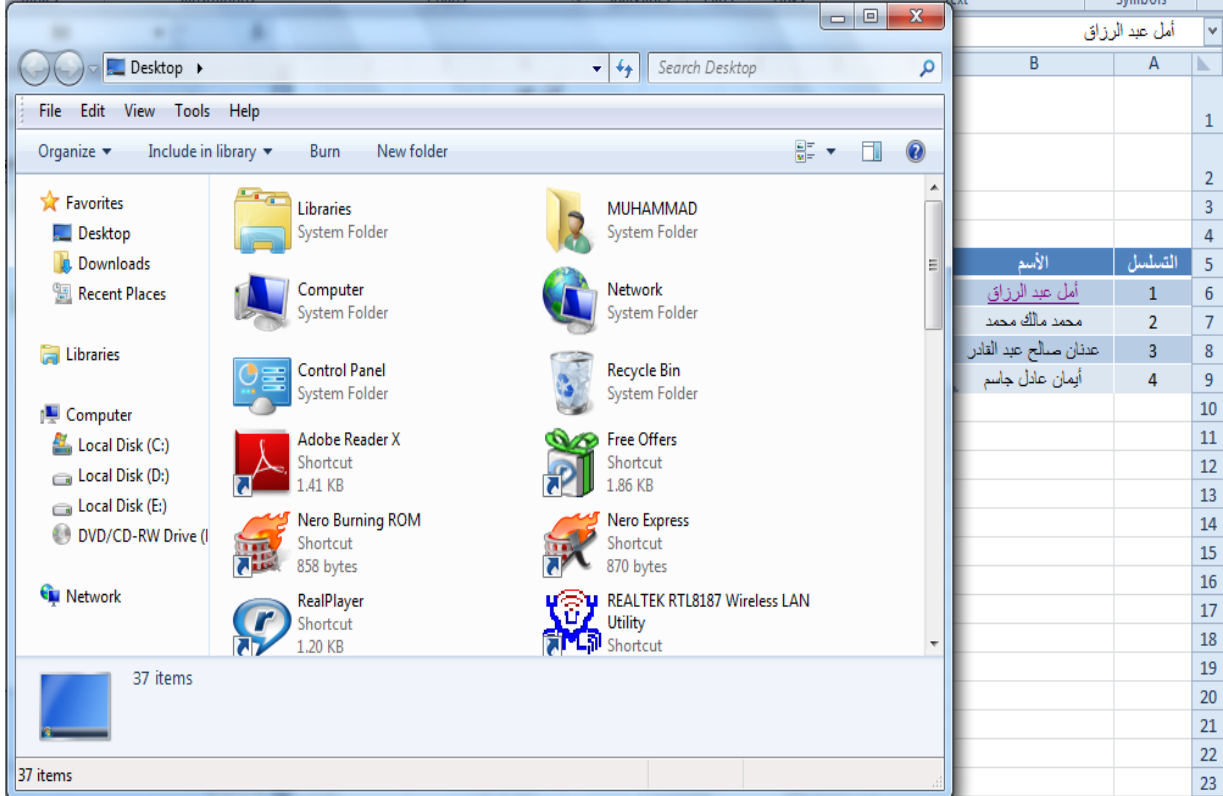 Desktop
Search Desktop
File Edit View Tools Help
Organize Include in library Burn New folder
Favorites
Desktop
Downloads
Recent Places
Libraries
Computer
Local Disk (C:)
Local Disk (D:)
Local Disk (E:)
DVD/CD-RW Drive (
Network
Libraries
System Folder
MUHAMMAD
System Folder
Computer
System Folder
Network
System Folder
Control Panel
System Folder
Recycle Bin
System Folder
Adobe Reader X
Shortcut
1.41 KB
Free Offers
Shortcut
1.86 KB
Nero Burning ROM
Shortcut
858 bytes
Nero Express
Shortcut
870 bytes
RealPlayer
Shortcut
1.20 KB
REALTEK RTL8187 Wireless LAN
Utility
Shortcut
37 items
37 items
Symbols
أمل عبد الرزاق
A B
1
2
3
4
5 التسلسل الأسم
6 1 أمل عبد الرزاق
7 2 محمد مالك محمد
8 3 عدنان صالح عبد القادر
9 4 أيمان عادل جاسم
10
11
12
13
14
15
16
17
18
19
20
21
22
23